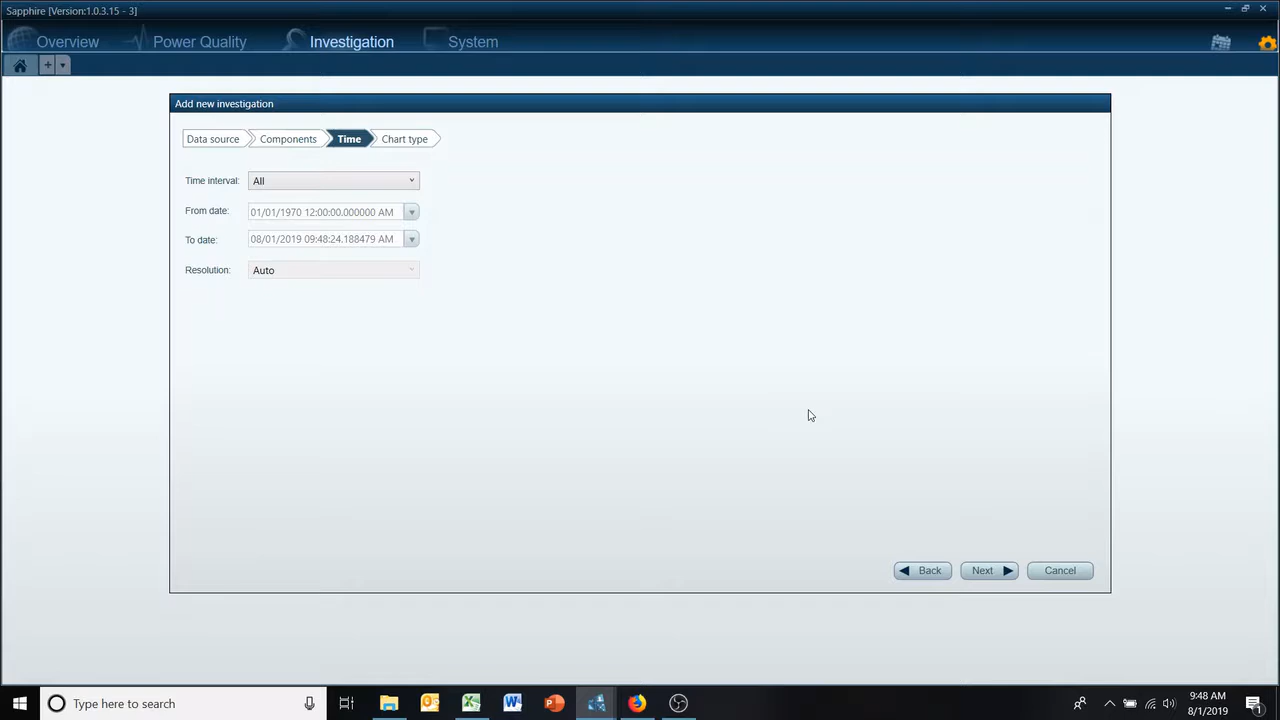 Sapphire [Version:1.0.3.15 - 3]
Overview Power Quality Investigation System
Add new investigation
Data source Components Time Chart type
Time interval: All
From date: 01/01/1970 12:00:00.000000 AM
To date: 08/01/2019 09:48:24.188479 AM
Resolution: Auto
Back Next Cancel
Type here to search
9:48 AM
8/1/2019
1